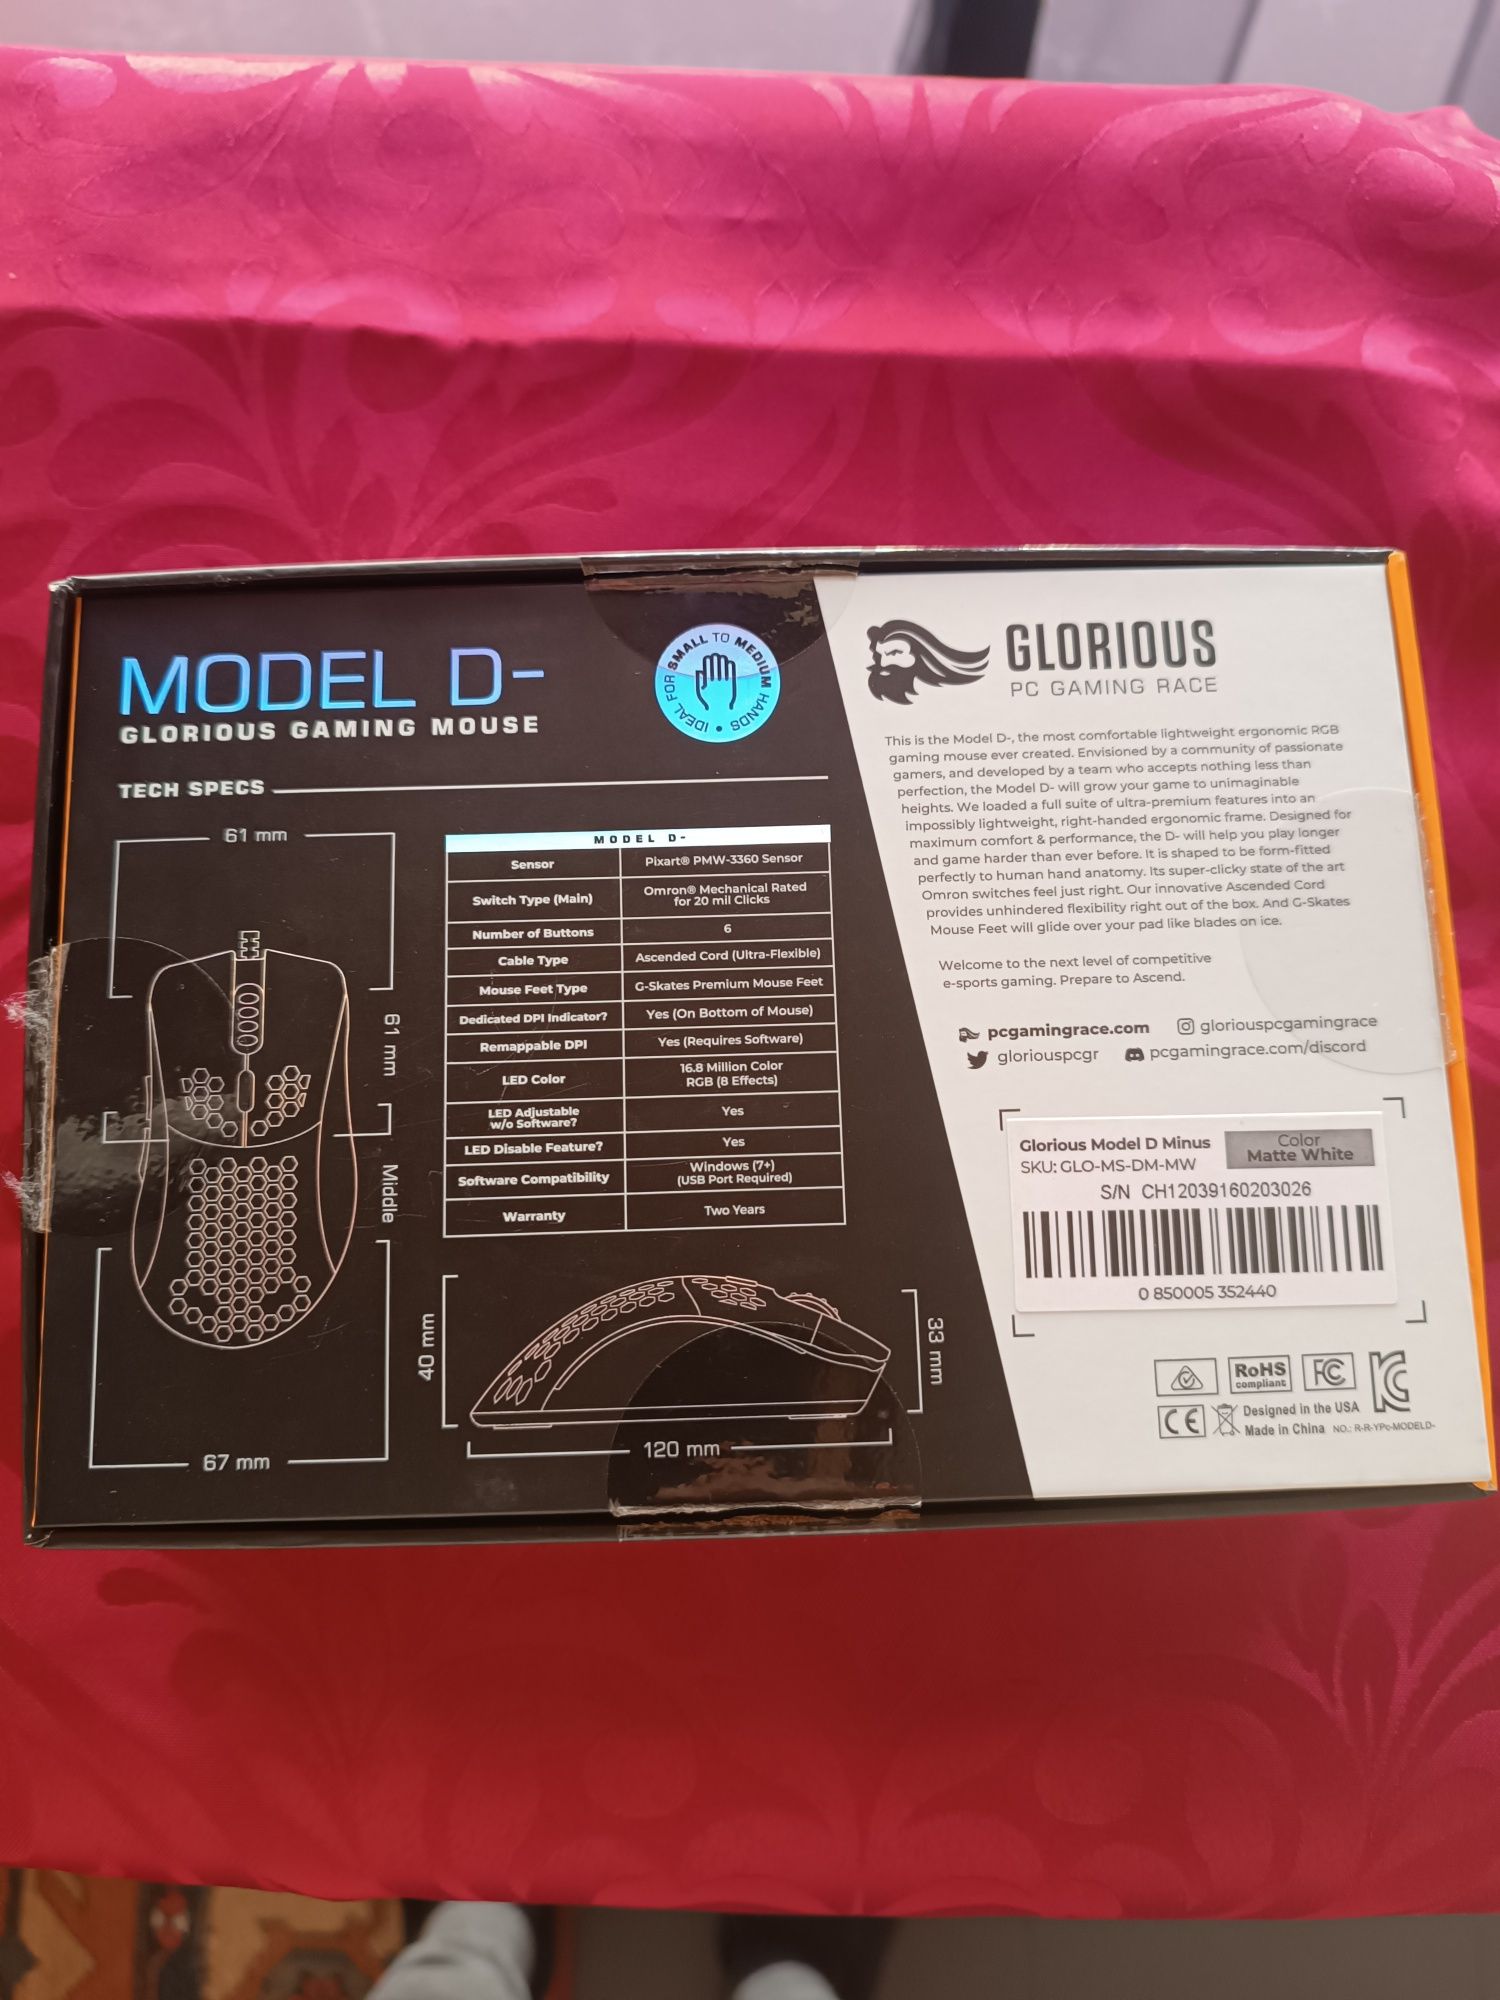 MODEL D-
GLORIOUS GAMING MOUSE
IDEAL FOR SMALL TO MEDIUM HANDS •
TECH SPECS
61 mm
61 mm
Middle
67 mm
MODEL D-
Sensor Pixart® PMW-3360 Sensor
Switch Type (Main) Omron® Mechanical Rated
for 20 mil Clicks
Number of Buttons 6
Cable Type Ascended Cord (Ultra-Flexible)
Mouse Feet Type G-Skates Premium Mouse Feet
Dedicated DPI Indicator? Yes (On Bottom of Mouse)
Remappable DPI Yes (Requires Software)
LED Color 16.8 Million Color
RGB (8 Effects)
LED Adjustable
w/o Software? Yes
LED Disable Feature? Yes
Software Compatibility Windows (7+)
(USB Port Required)
Warranty Two Years
40 mm
33 mm
120 mm
GLORIOUS
PC GAMING RACE
This is the Model D-, the most comfortable lightweight ergonomic RGB
gaming mouse ever created. Envisioned by a community of passionate
gamers, and developed by a team who accepts nothing less than
perfection, the Model D- will grow your game to unimaginable
heights. We loaded a full suite of ultra-premium features into an
impossibly lightweight, right-handed ergonomic frame. Designed for
maximum comfort & performance, the D- will help you play longer
and game harder than ever before. It is shaped to be form-fitted
perfectly to human hand anatomy. Its super-clicky state of the art
Omron switches feel just right. Our innovative Ascended Cord
provides unhindered flexibility right out of the box. And G-Skates
Mouse Feet will glide over your pad like blades on ice.
Welcome to the next level of competitive
e-sports gaming. Prepare to Ascend.
pcgamingrace.com gloriouspcgamingrace
gloriouspcgr pcgamingrace.com/discord
Glorious Model D Minus
SKU: GLO-MS-DM-MW
Color
Matte White
S/N CH12039160203026
0 850005 352440
RoHS
compliant
FC
CE
Designed in the USA
Made in China NO.: R-R-YPc-MODELD-